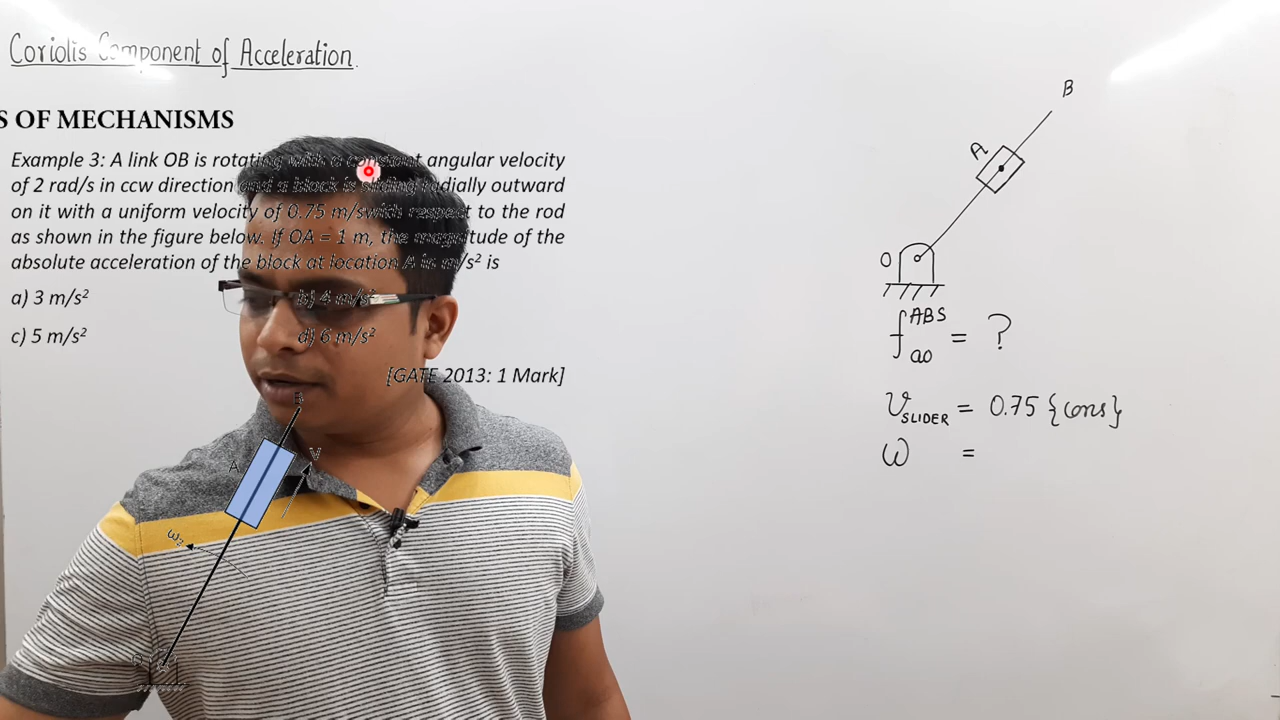 Coriolis Component of Acceleration.
S OF MECHANISMS
Example 3: A link OB is rotating with a constant angular velocity
of 2 rad/s in ccw direction and a block is sliding radially outward
on it with a uniform velocity of 0.75 m/swith respect to the rod
as shown in the figure below. If OA = 1 m, the magnitude of the
absolute acceleration of the block at location A in m/s² is
a) 3 m/s²
b) 4 m/s²
c) 5 m/s²
d) 6 m/s²
[GATE 2013: 1 Mark]
B
A
V
ω₂
O
B
A
O
f_ao^ABS = ?
V_SLIDER = 0.75 {cons}
ω =